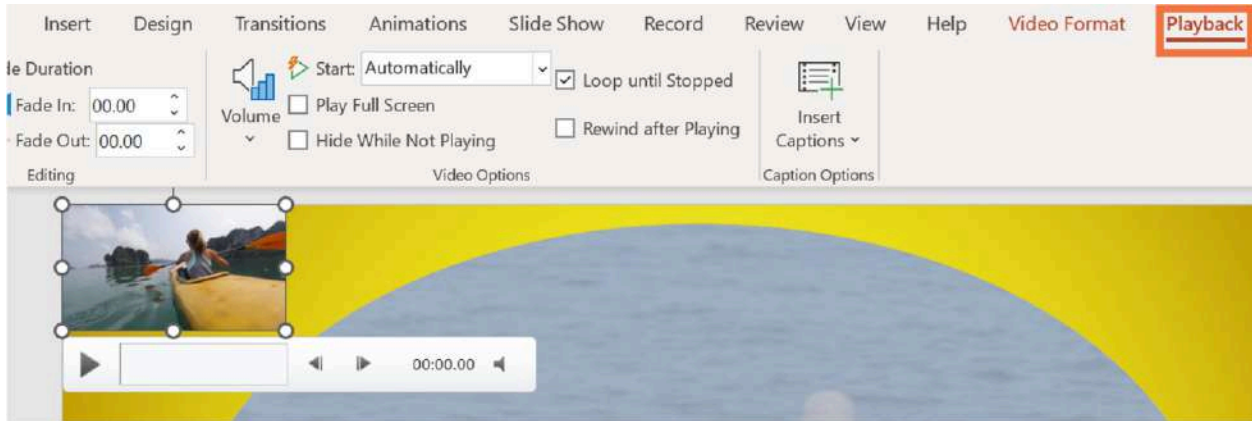 Insert Design Transitions Animations Slide Show Record Review View Help Video Format Playback
Duration
Fade In: 00.00
Fade Out: 00.00
Editing
Volume
Start: Automatically
Play Full Screen
Hide While Not Playing
Loop until Stopped
Rewind after Playing
Video Options
Insert
Captions
Caption Options
00:00.00